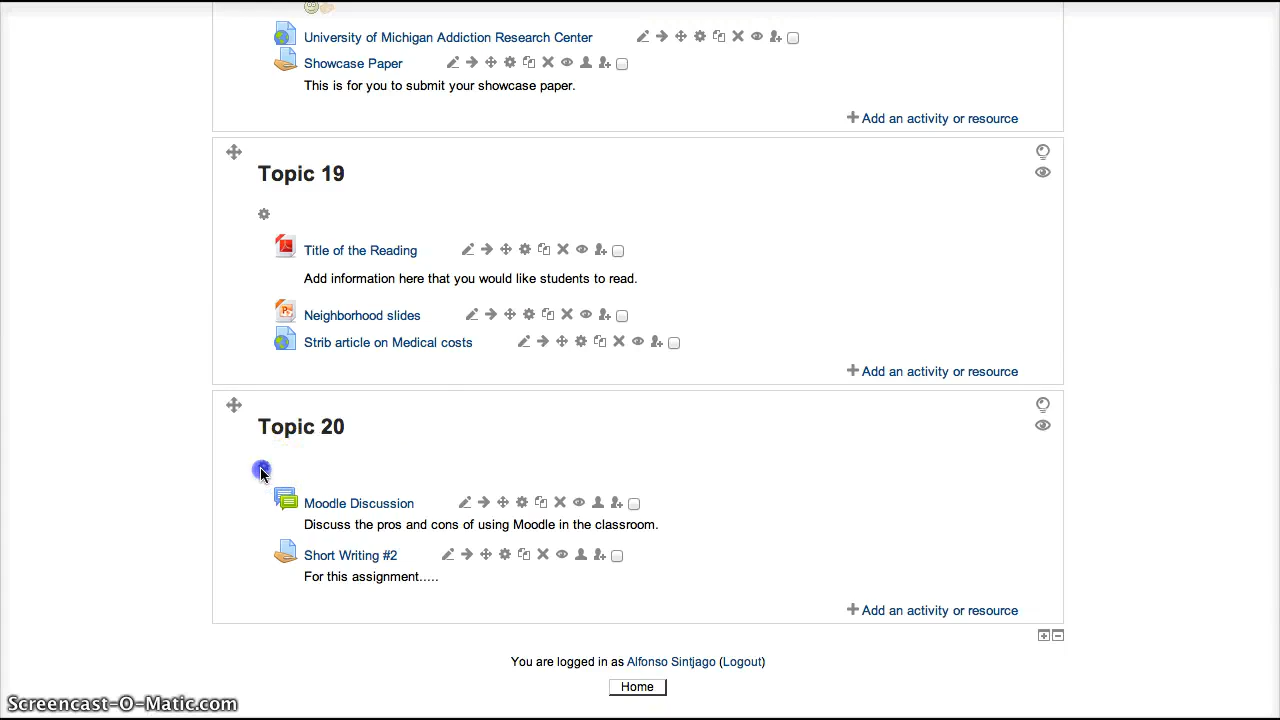 University of Michigan Addiction Research Center
Showcase Paper
This is for you to submit your showcase paper.
Add an activity or resource
Topic 19
Title of the Reading
Add information here that you would like students to read.
Neighborhood slides
Strib article on Medical costs
Add an activity or resource
Topic 20
Moodle Discussion
Discuss the pros and cons of using Moodle in the classroom.
Short Writing #2
For this assignment.....
Add an activity or resource
You are logged in as Alfonso Sintjago (Logout)
Home
Screencast-O-Matic.com